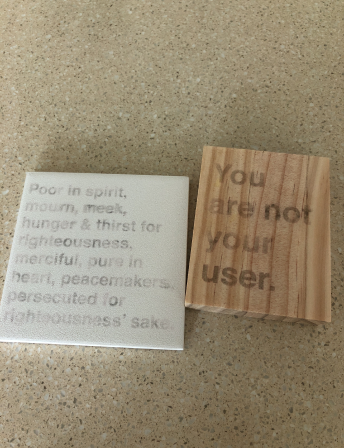 Poor in spirit,
mourn, meek,
hunger & thirst for
righteousness,
merciful, pure in
heart, peacemakers,
persecuted for
righteousness' sake.
You
are not
your
user.